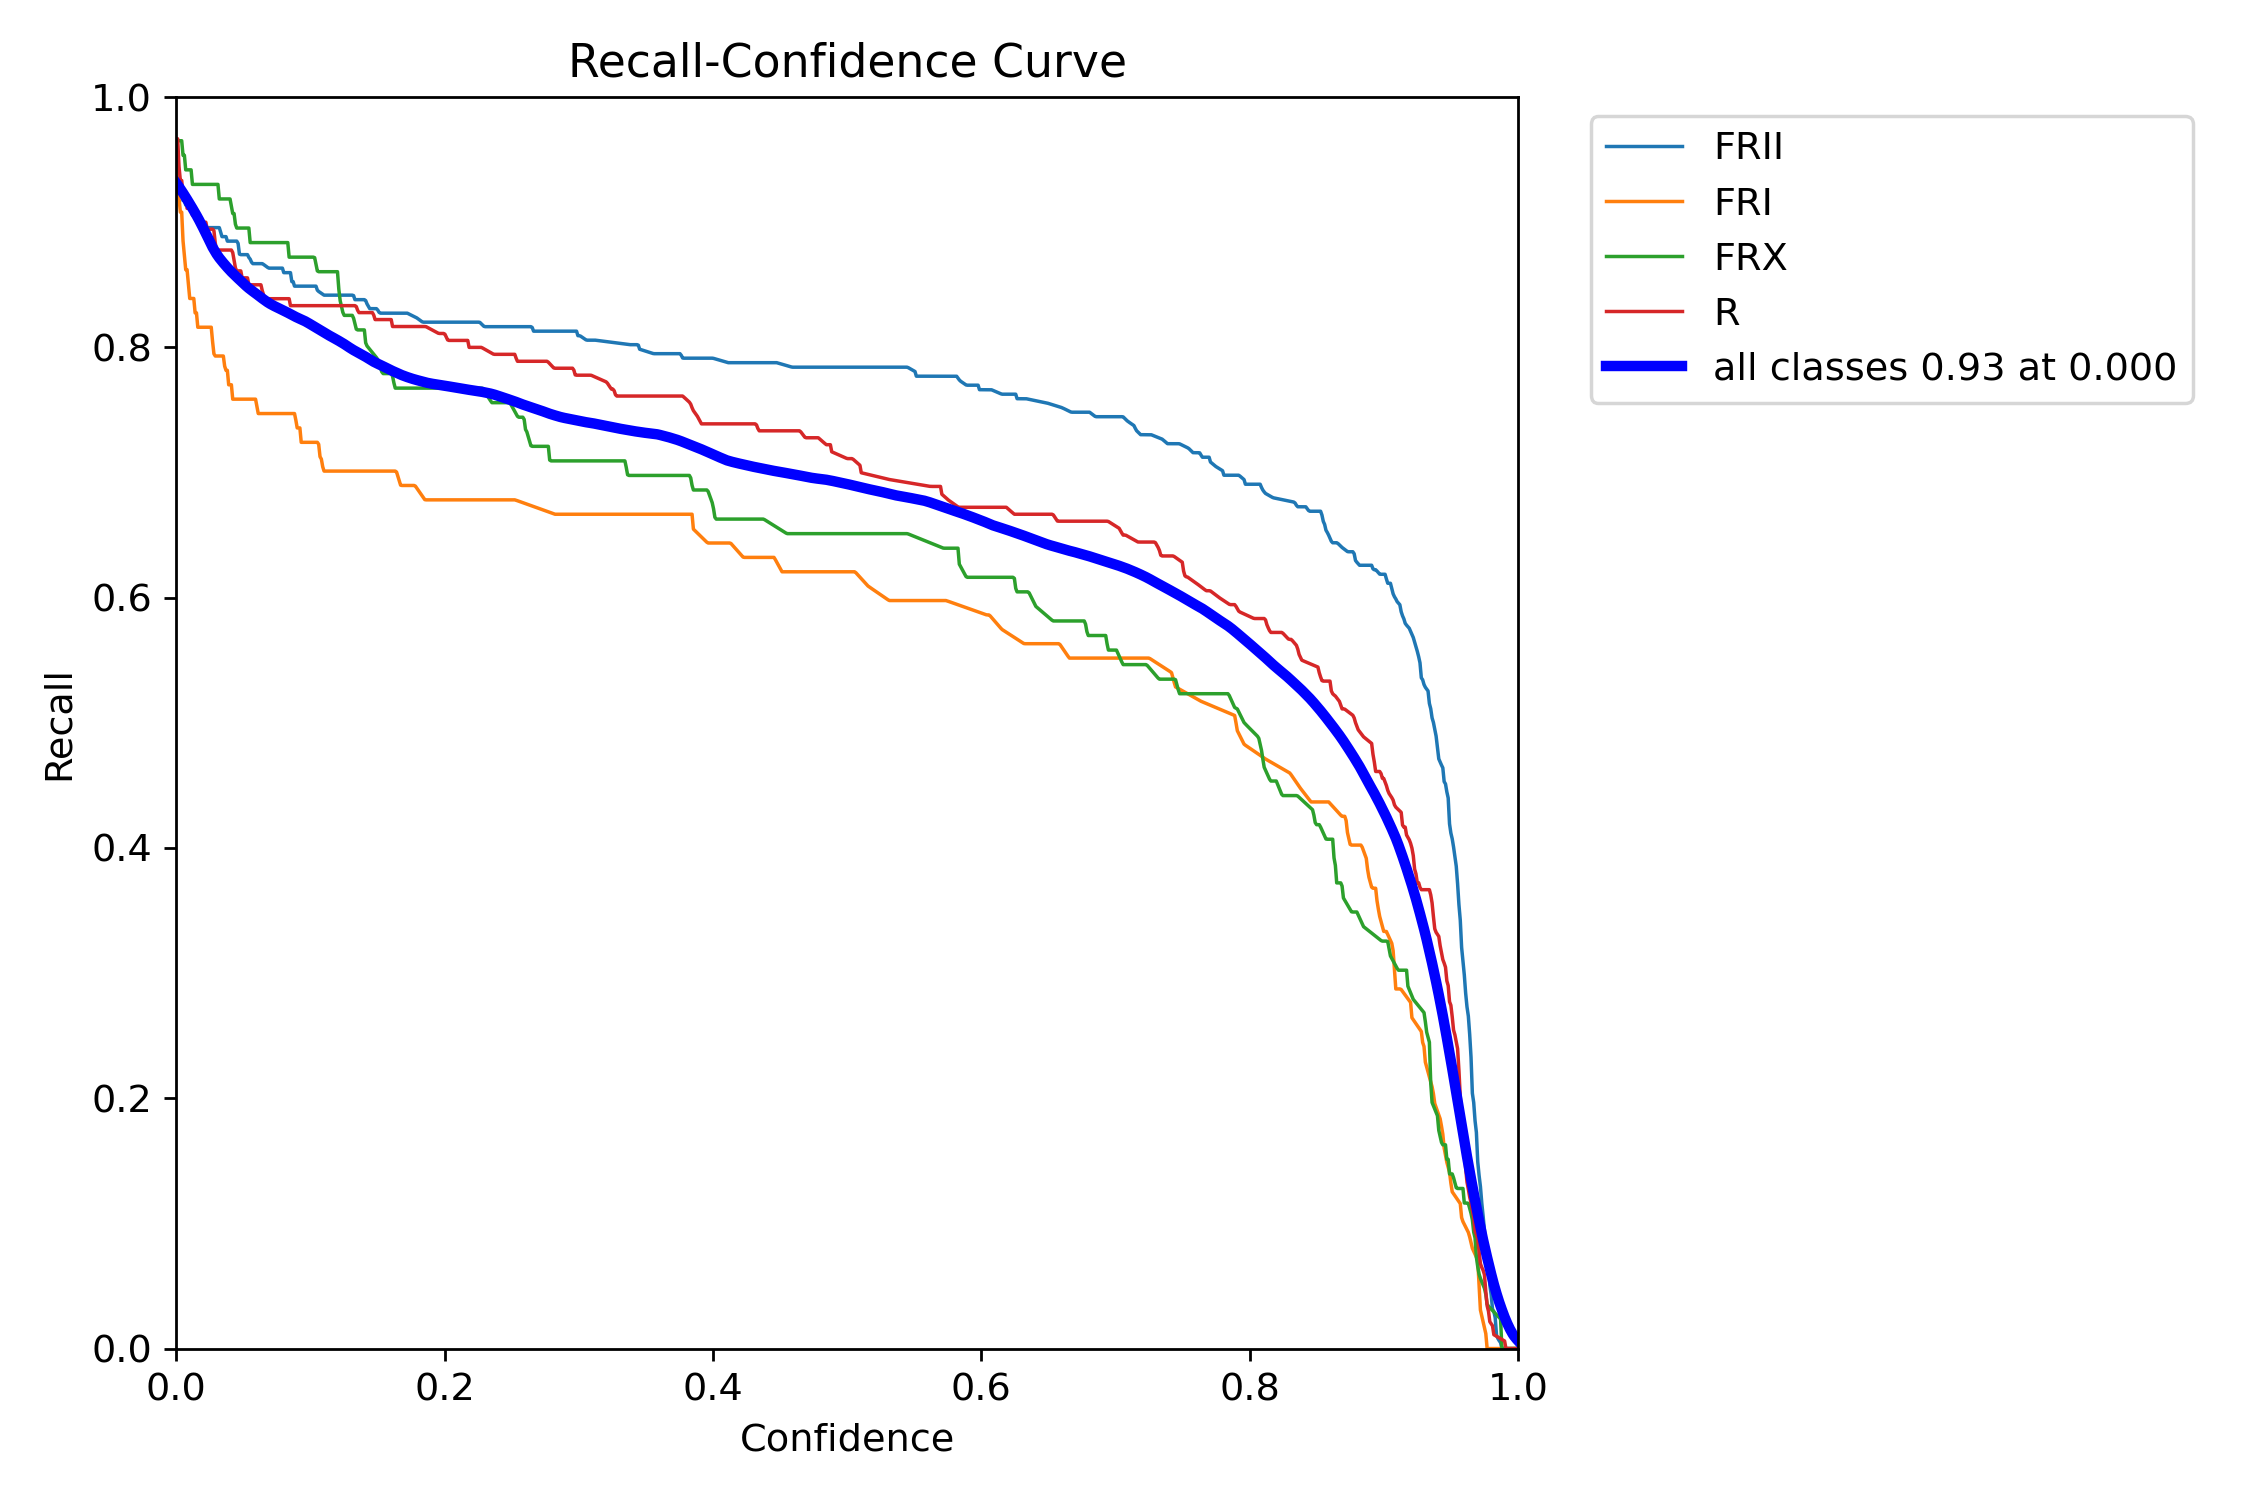 Recall-Confidence Curve
1.0
0.8
0.6
0.4
0.2
0.0
Recall
0.0 0.2 0.4 0.6 0.8 1.0
Confidence
FRII
FRI
FRX
R
all classes 0.93 at 0.000